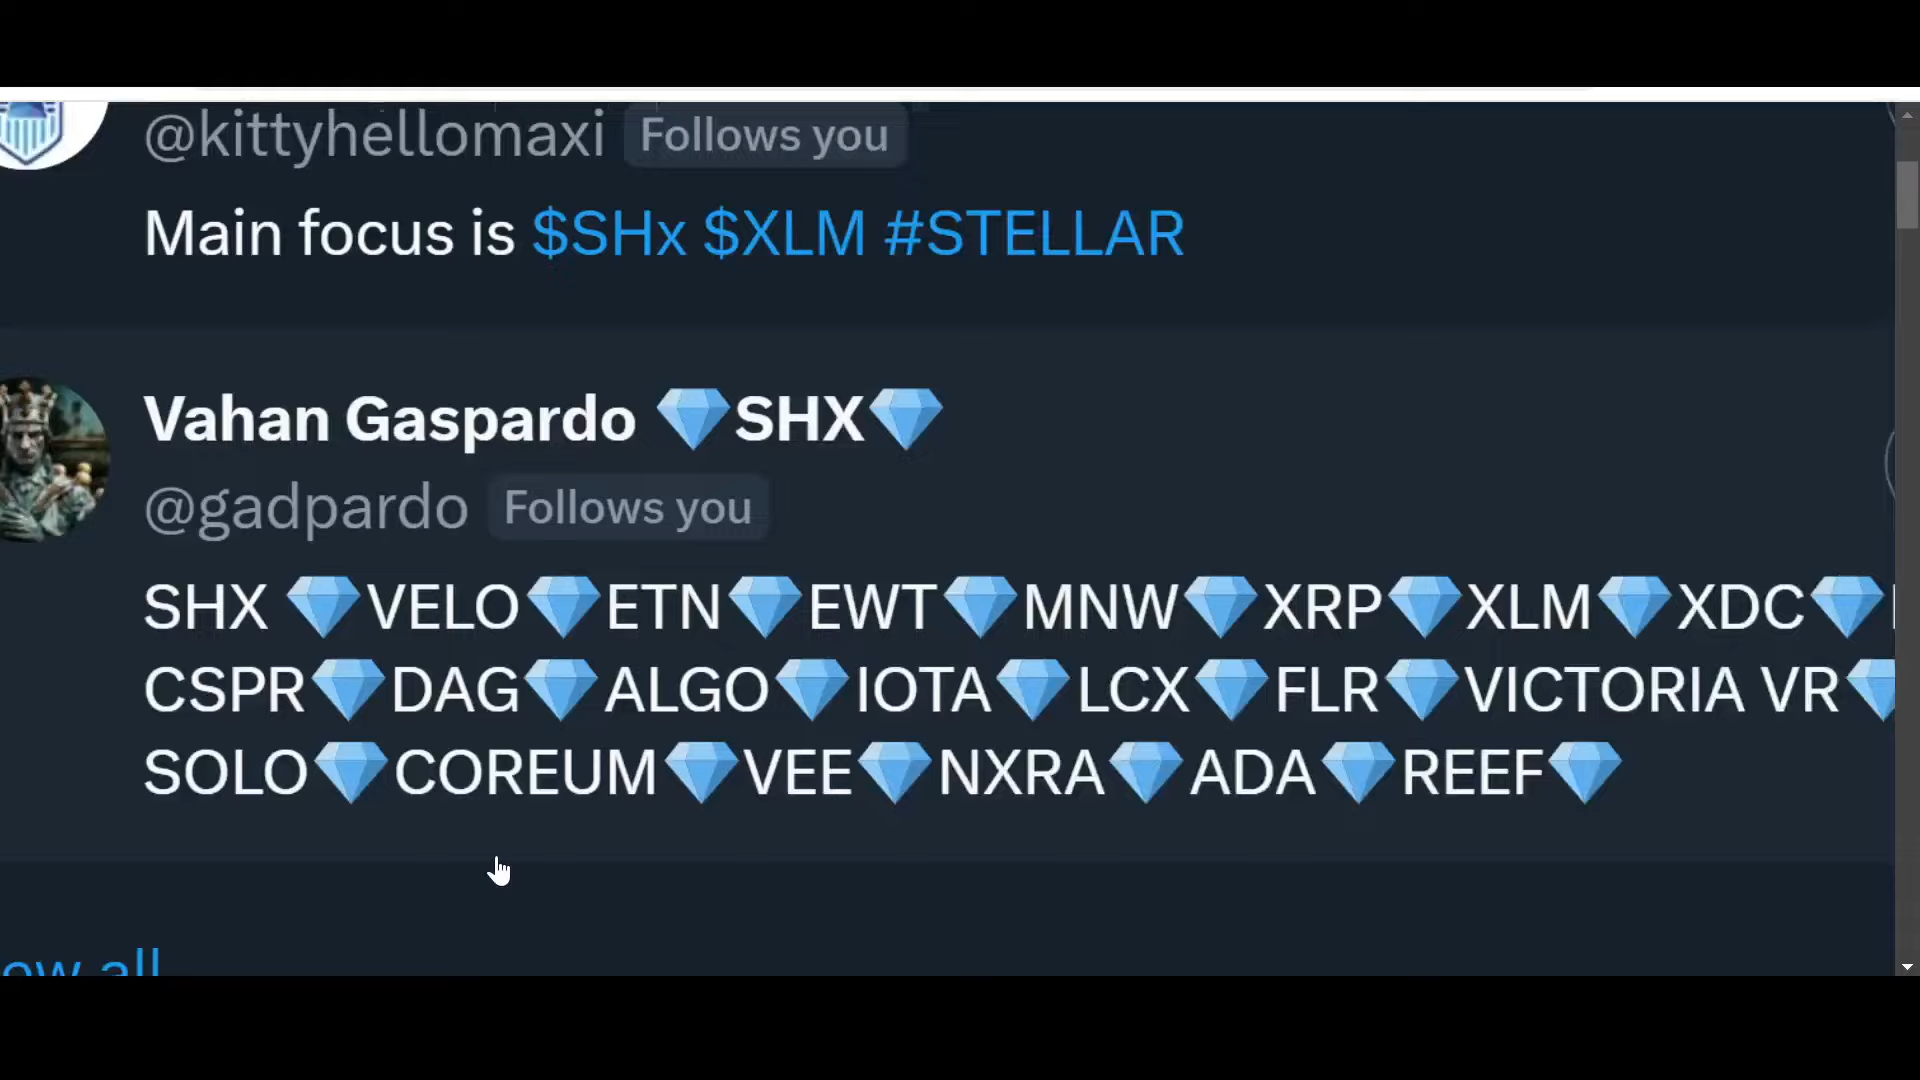 @kittyhellomaxi Follows you
Main focus is $SHx $XLM #STELLAR
Vahan Gaspardo 💎SHX💎
@gadpardo Follows you
SHX 💎VELO💎ETN💎EWT💎MNW💎XRP💎XLM💎XDC💎
CSPR💎DAG💎ALGO💎IOTA💎LCX💎FLR💎VICTORIA VR💎
SOLO💎COREUM💎VEE💎NXRA💎ADA💎REEF💎
ew all